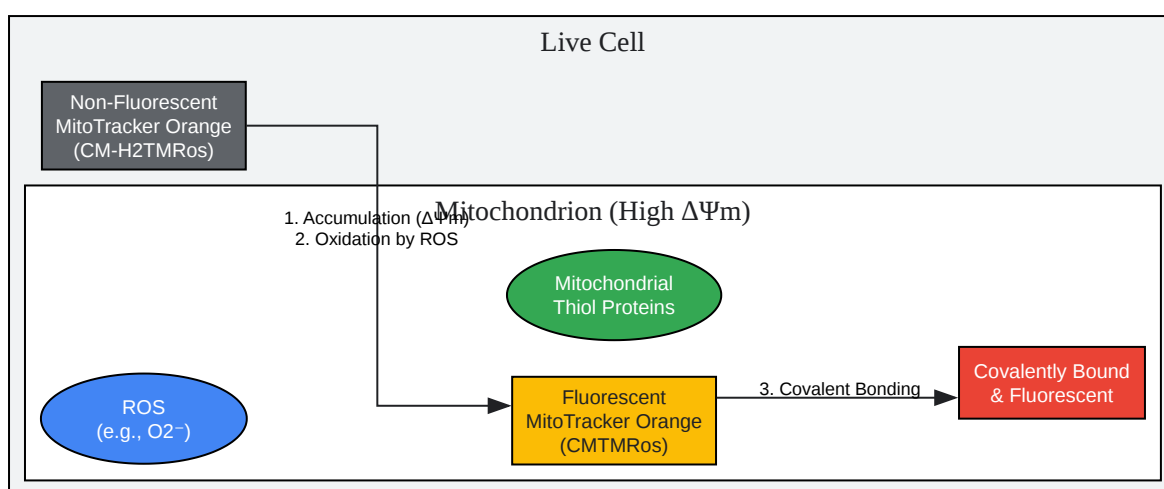 Live Cell
Non-Fluorescent
MitoTracker Orange
(CM-H2TMRos)
Mitochondrion (High ΔΨm)
1. Accumulation (ΔΨm)
2. Oxidation by ROS
Mitochondrial
Thiol Proteins
ROS
(e.g., O2⁻)
Fluorescent
MitoTracker Orange
(CMTMRos)
3. Covalent Bonding
Covalently Bound
& Fluorescent